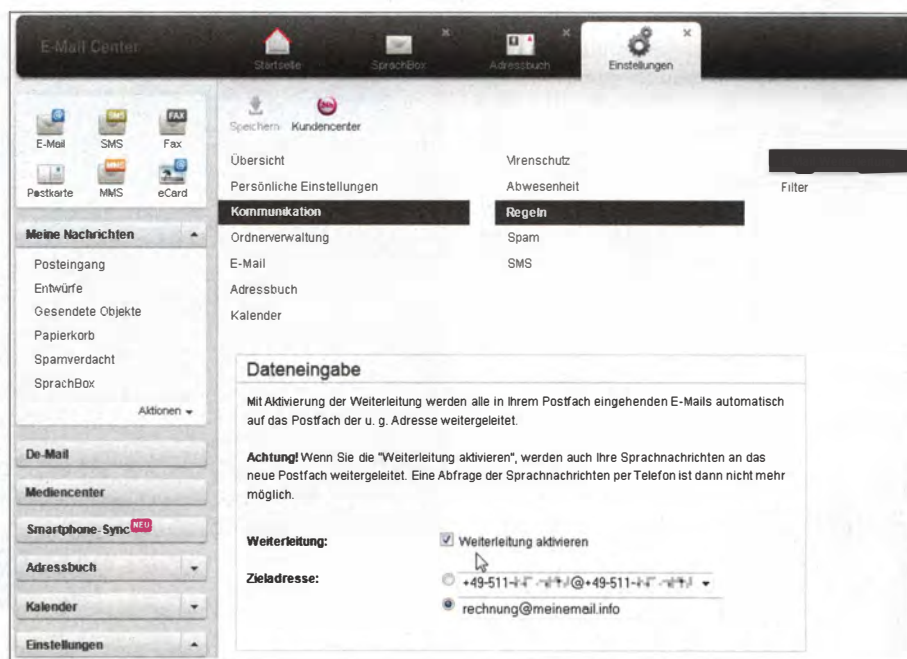 E-Mail Center
Startseite
SprachBox
Adressbuch
Einstellungen
E-Mail
SMS
Fax
Postkarte
MMS
eCard
Meine Nachrichten
Posteingang
Entwürfe
Gesendete Objekte
Papierkorb
Spamverdacht
SprachBox
Aktionen
De-Mail
Mediencenter
Smartphone-Sync NEU
Adressbuch
Kalender
Einstellungen
Speichern
Kundencenter
Übersicht
Persönliche Einstellungen
Kommunikation
Ordnerverwaltung
E-Mail
Adressbuch
Kalender
Virenschutz
Abwesenheit
Regeln
Spam
SMS
Filter
Dateneingabe
Mit Aktivierung der Weiterleitung werden alle in Ihrem Postfach eingehenden E-Mails automatisch
auf das Postfach der u. g. Adresse weitergeleitet.
Achtung! Wenn Sie die "Weiterleitung aktivieren", werden auch Ihre Sprachnachrichten an das
neue Postfach weitergeleitet. Eine Abfrage der Sprachnachrichten per Telefon ist dann nicht mehr
möglich.
Weiterleitung:
Weiterleitung aktivieren
Zieladresse:
+49-511- @+49-511-
rechnung@meinemail.info